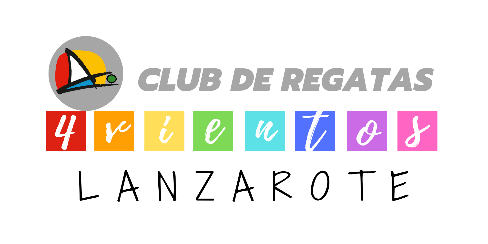 CLUB DE REGATAS
4vientos
LANZAROTE